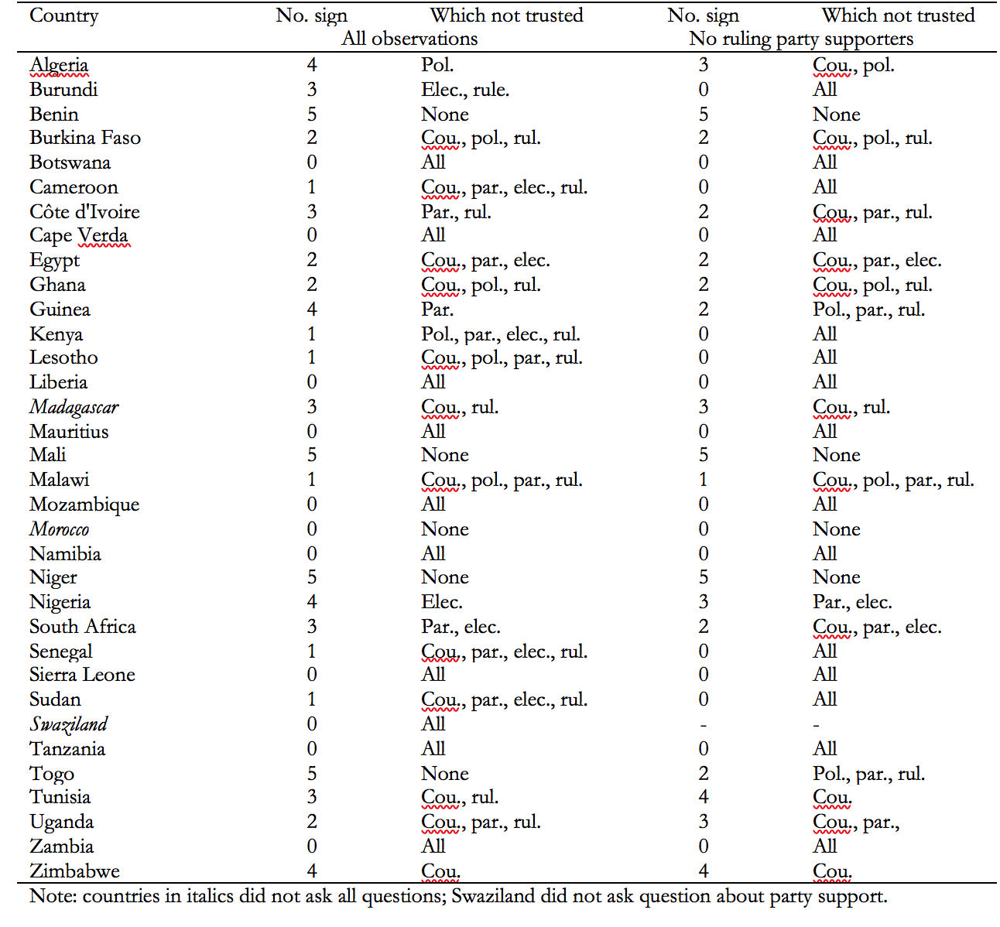 Country No. sign Which not trusted No. sign Which not trusted
All observations No ruling party supporters
Algeria 4 Pol. 3 Cou., pol.
Burundi 3 Elec., rule. 0 All
Benin 5 None 5 None
Burkina Faso 2 Cou., pol., rul. 2 Cou., pol., rul.
Botswana 0 All 0 All
Cameroon 1 Cou., par., elec., rul. 0 All
Côte d'Ivoire 3 Par., rul. 2 Cou., par., rul.
Cape Verda 0 All 0 All
Egypt 2 Cou., par., elec. 2 Cou., par., elec.
Ghana 2 Cou., pol., rul. 2 Cou., pol., rul.
Guinea 4 Par. 2 Pol., par., rul.
Kenya 1 Pol., par., elec., rul. 0 All
Lesotho 1 Cou., pol., par., rul. 0 All
Liberia 0 All 0 All
Madagascar 3 Cou., rul. 3 Cou., rul.
Mauritius 0 All 0 All
Mali 5 None 5 None
Malawi 1 Cou., pol., par., rul. 1 Cou., pol., par., rul.
Mozambique 0 All 0 All
Morocco 0 None 0 None
Namibia 0 All 0 All
Niger 5 None 5 None
Nigeria 4 Elec. 3 Par., elec.
South Africa 3 Par., elec. 2 Cou., par., elec.
Senegal 1 Cou., par., elec., rul. 0 All
Sierra Leone 0 All 0 All
Sudan 1 Cou., par., elec., rul. 0 All
Swaziland 0 All - -
Tanzania 0 All 0 All
Togo 5 None 2 Pol., par., rul.
Tunisia 3 Cou., rul. 4 Cou.
Uganda 2 Cou., par., rul. 3 Cou., par.,
Zambia 0 All 0 All
Zimbabwe 4 Cou. 4 Cou.
Note: countries in italics did not ask all questions; Swaziland did not ask question about party support.